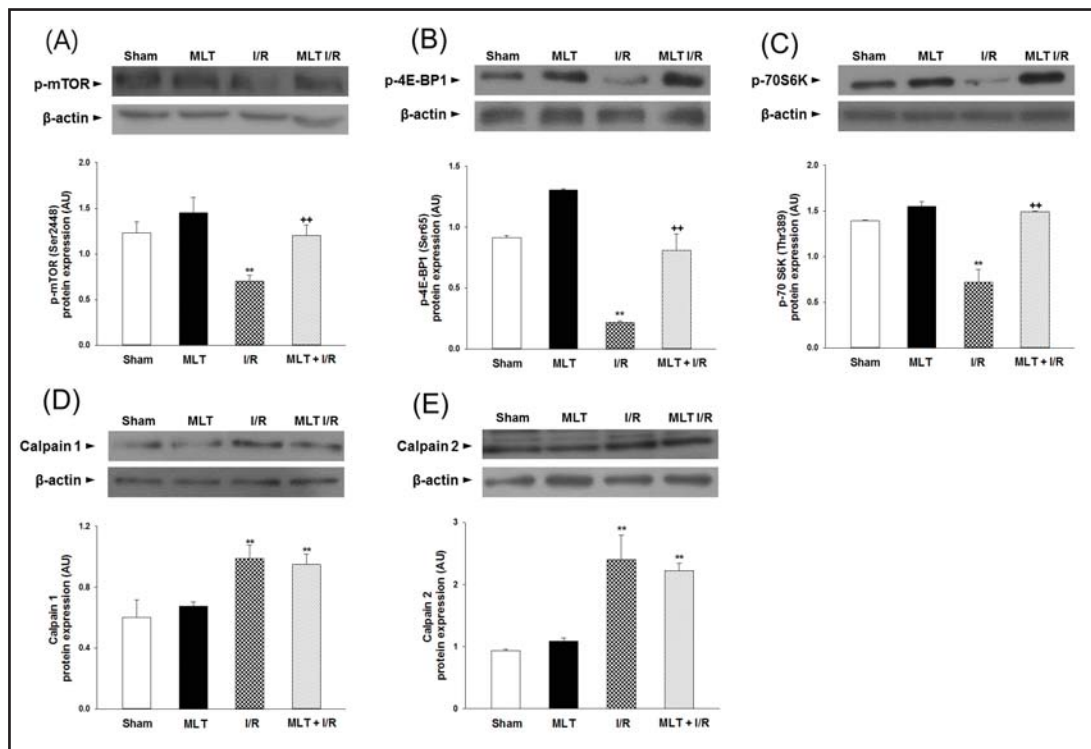 (A)
Sham MLT I/R MLT I/R
p-mTOR ►
β-actin ►
p-mTOR (Ser2448)
protein expression (AU)
2.0
1.5
1.0
0.5
0.0
++
**
Sham MLT I/R MLT + I/R
(B)
Sham MLT I/R MLT I/R
p-4E-BP1 ►
β-actin ►
p-4E-BP1 (Ser65)
protein expression (AU)
1.5
1.0
0.5
0.0
++
**
Sham MLT I/R MLT + I/R
(C)
Sham MLT I/R MLT I/R
p-70S6K ►
β-actin ►
p-70 S6K (Thr389)
protein expression (AU)
2.0
1.5
1.0
0.5
0.0
++
**
Sham MLT I/R MLT + I/R
(D)
Sham MLT I/R MLT I/R
Calpain 1 ►
β-actin ►
Calpain 1
protein expression (AU)
1.2
0.8
0.4
0.0
** **
Sham MLT I/R MLT + I/R
(E)
Sham MLT I/R MLT I/R
Calpain 2 ►
β-actin ►
Calpain 2
protein expression (AU)
3
2
1
0
** **
Sham MLT I/R MLT + I/R